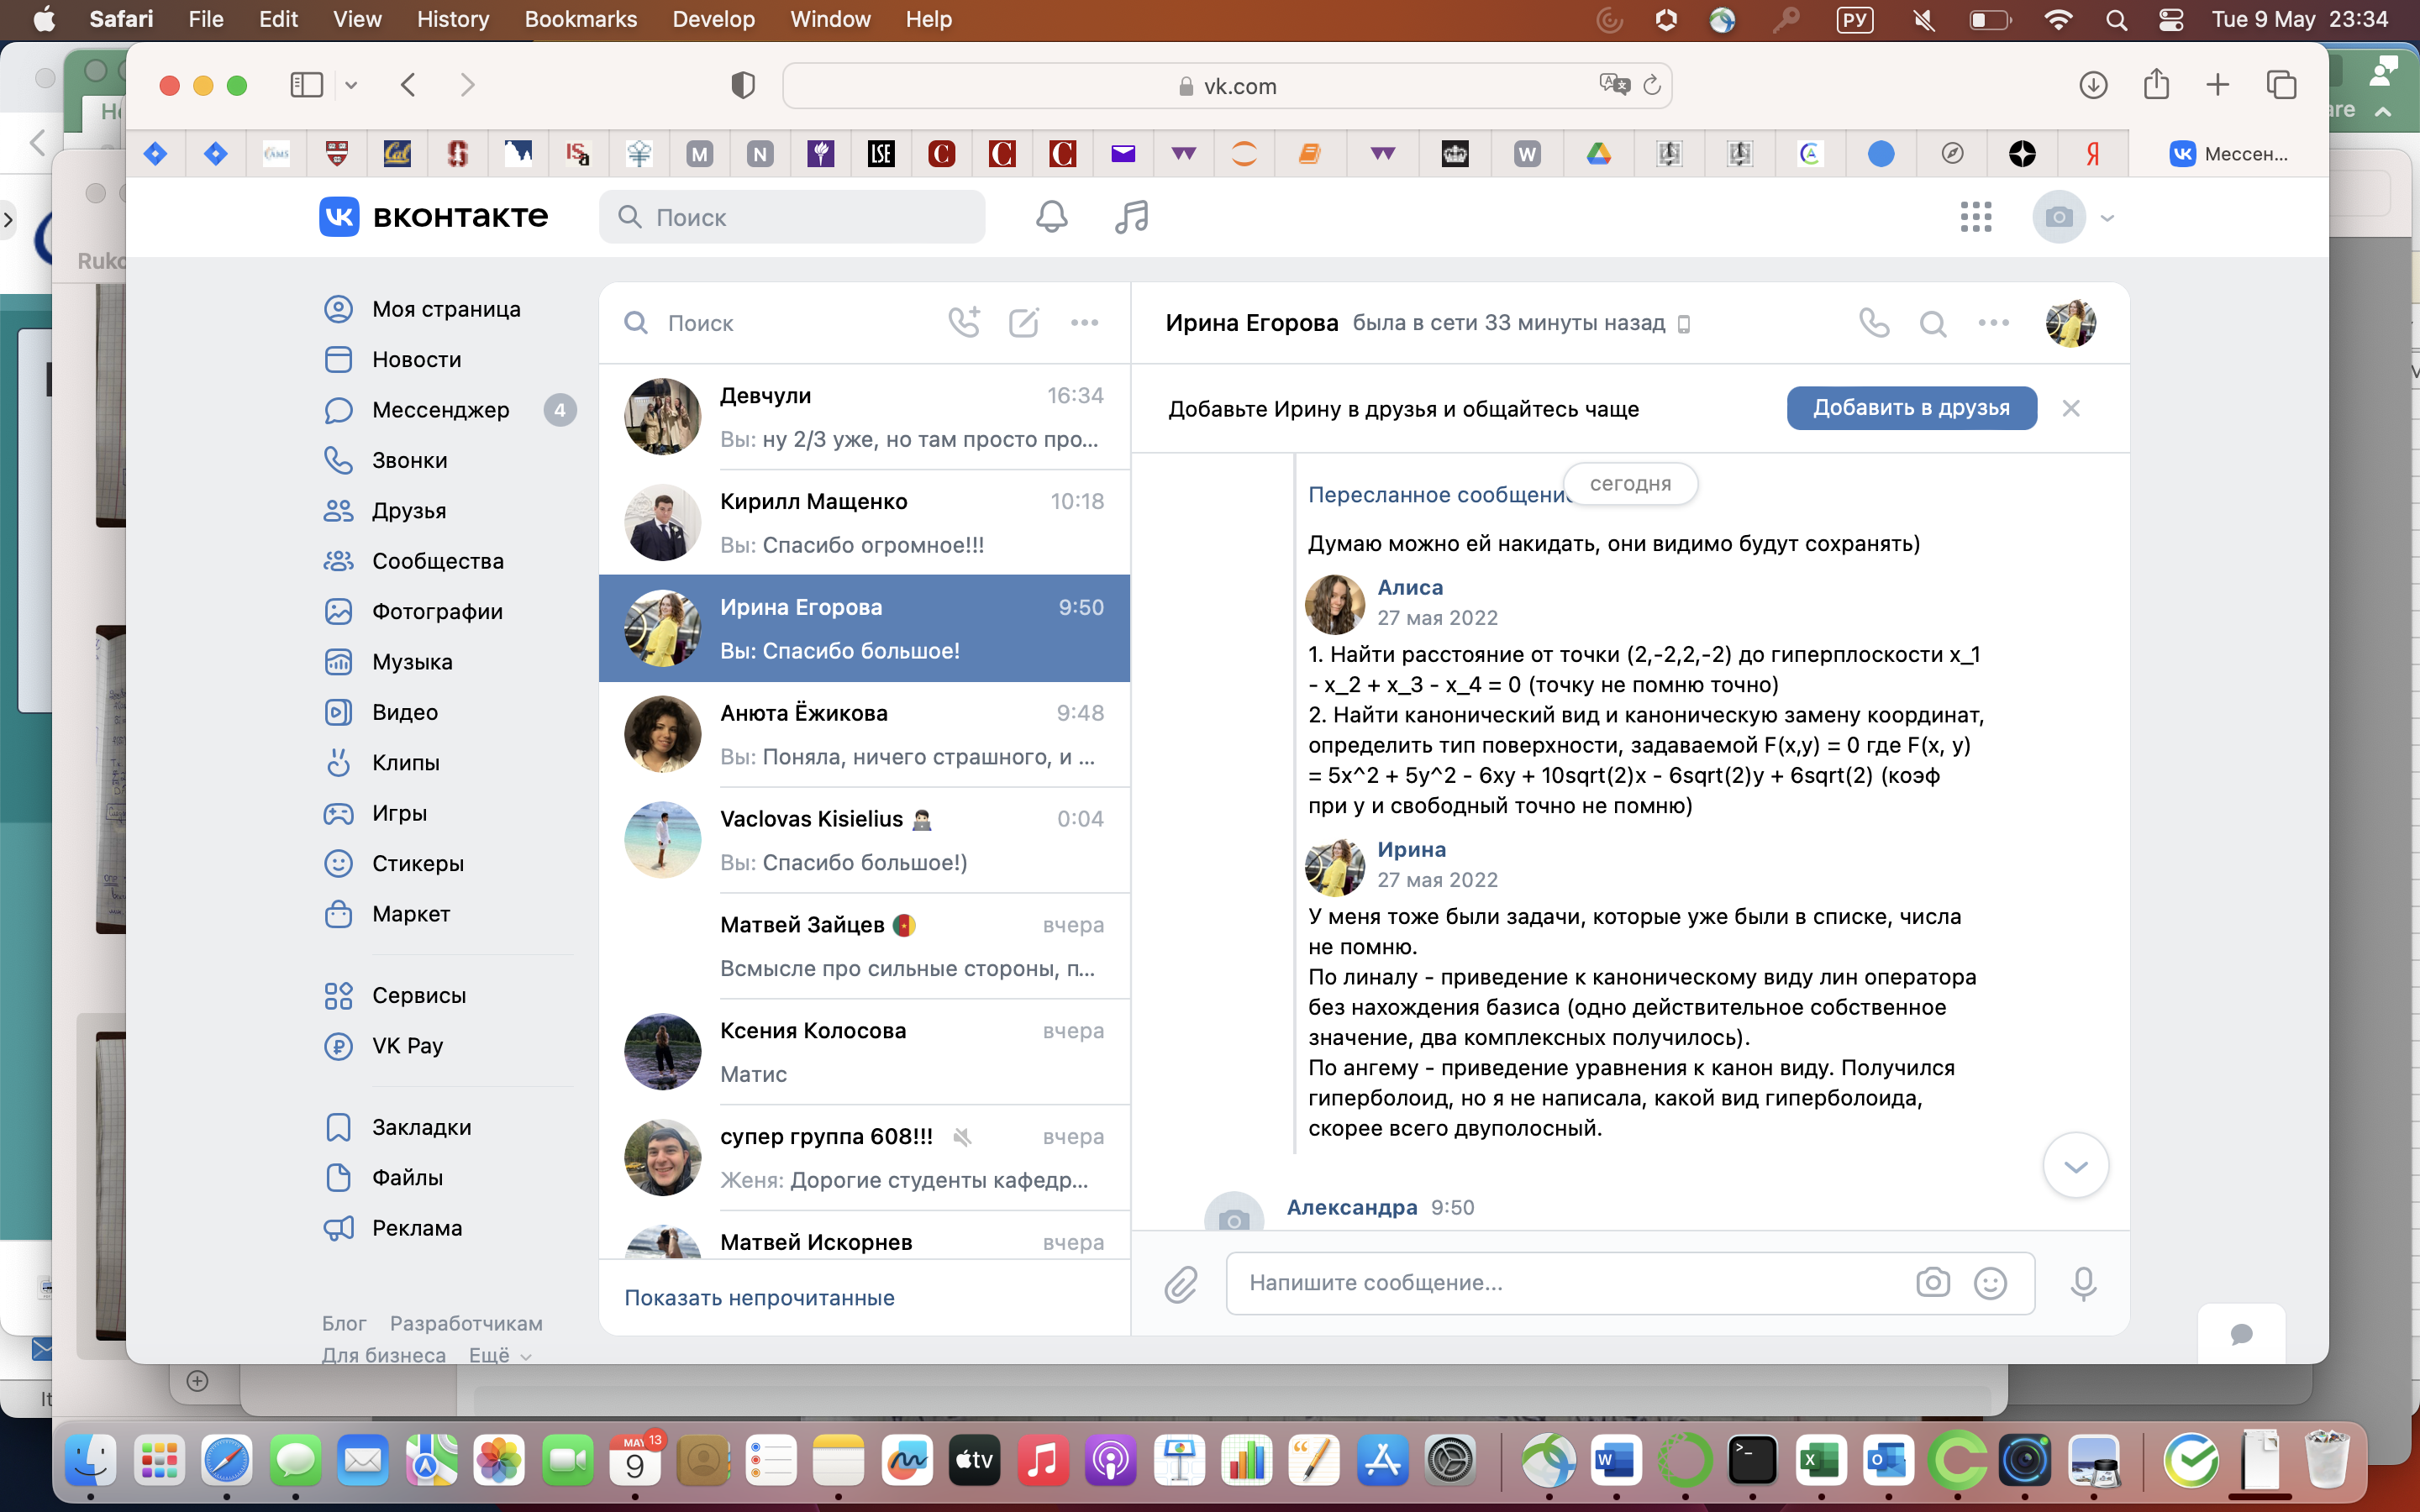 Safari File Edit View History Bookmarks Develop Window Help
РУ
Tue 9 May 23:34
vk.com
AMS
Cal
ISa
M
N
LSE
C
C
C
W
Я
Мессен...
are
Ruko
вконтакте
Поиск
Моя страница
Новости
Мессенджер 4
Звонки
Друзья
Сообщества
Фотографии
Музыка
Видео
Клипы
Игры
Стикеры
Маркет
Сервисы
VK Pay
Закладки
Файлы
Реклама
Блог Разработчикам
Для бизнеса Ещё
Поиск
Девчули 16:34
Вы: ну 2/3 уже, но там просто про...
Кирилл Мащенко 10:18
Вы: Спасибо огромное!!!
Ирина Егорова 9:50
Вы: Спасибо большое!
Анюта Ёжикова 9:48
Вы: Поняла, ничего страшного, и ...
Vaclovas Kisielius 0:04
Вы: Спасибо большое!)
Матвей Зайцев вчера
Всмысле про сильные стороны, п...
Ксения Колосова вчера
Матис
супер группа 608!!! вчера
Женя: Дорогие студенты кафедр...
Матвей Искорнев вчера
Показать непрочитанные
Ирина Егорова была в сети 33 минуты назад
Добавьте Ирину в друзья и общайтесь чаще
Добавить в друзья
Пересланное сообщение
сегодня
Думаю можно ей накидать, они видимо будут сохранять)
Алиса
27 мая 2022
1. Найти расстояние от точки (2,-2,2,-2) до гиперплоскости x_1
- x_2 + x_3 - x_4 = 0 (точку не помню точно)
2. Найти канонический вид и каноническую замену координат,
определить тип поверхности, задаваемой F(x,y) = 0 где F(x, y)
= 5x^2 + 5y^2 - 6xy + 10sqrt(2)x - 6sqrt(2)y + 6sqrt(2) (коэф
при y и свободный точно не помню)
Ирина
27 мая 2022
У меня тоже были задачи, которые уже были в списке, числа
не помню.
По линалу - приведение к каноническому виду лин оператора
без нахождения базиса (одно действительное собственное
значение, два комплексных получилось).
По ангему - приведение уравнения к канон виду. Получился
гиперболоид, но я не написала, какой вид гиперболоида,
скорее всего двуполосный.
Александра 9:50
Напишите сообщение...
MAY 13
9
tv